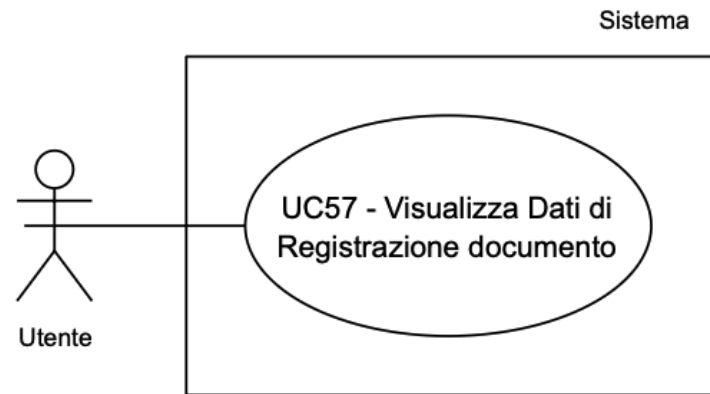 Sistema
UC57 - Visualizza Dati di
Registrazione documento
Utente